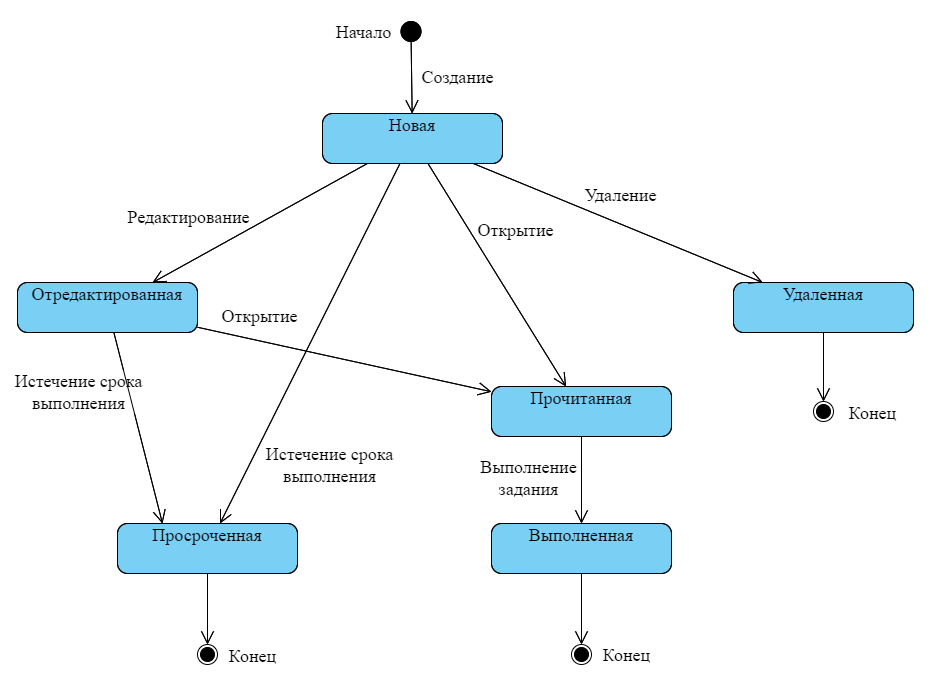 Начало
Создание
Новая
Удаление
Редактирование
Открытие
Отредактированная
Удаленная
Открытие
Истечение срока
выполнения
Прочитанная
Конец
Истечение срока
выполнения
Выполнение
задания
Просроченная
Выполненная
Конец
Конец